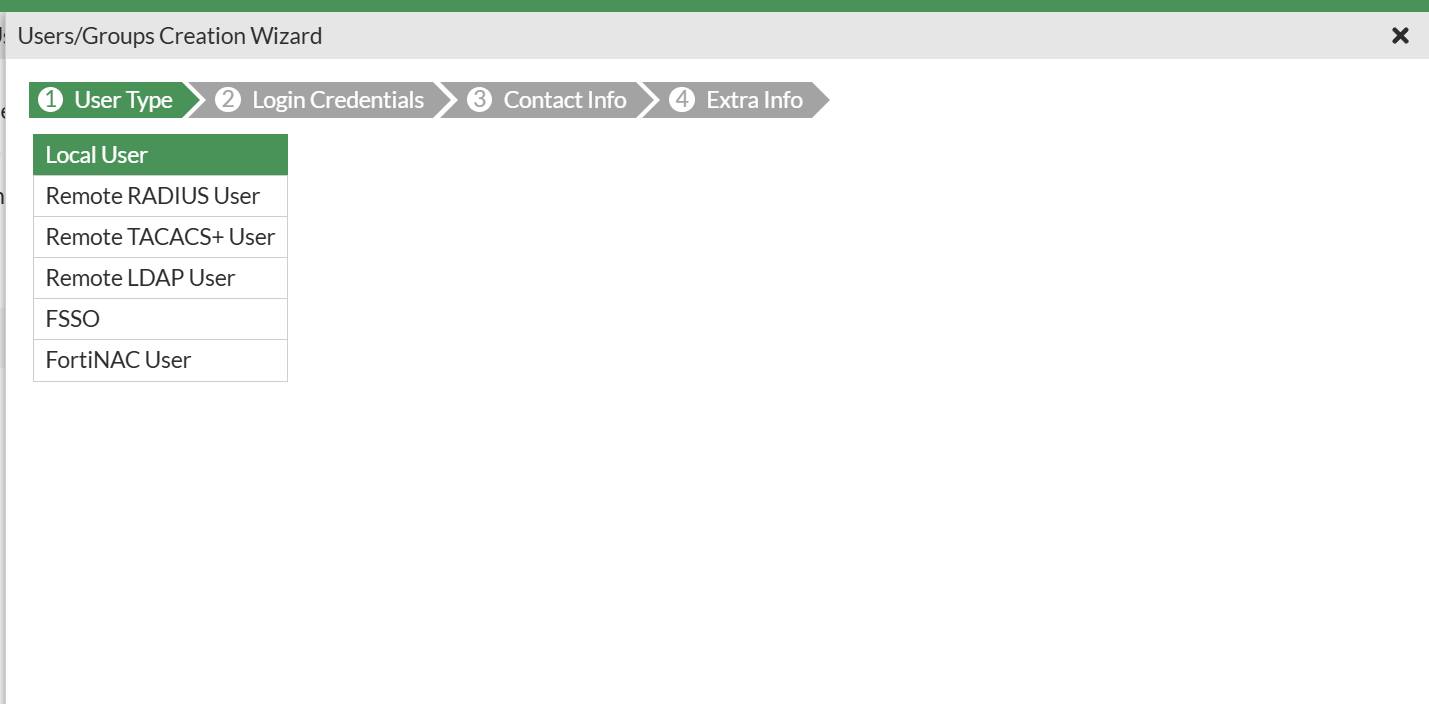 Users/Groups Creation Wizard
1 User Type 2 Login Credentials 3 Contact Info 4 Extra Info
Local User
Remote RADIUS User
Remote TACACS+ User
Remote LDAP User
FSSO
FortiNAC User